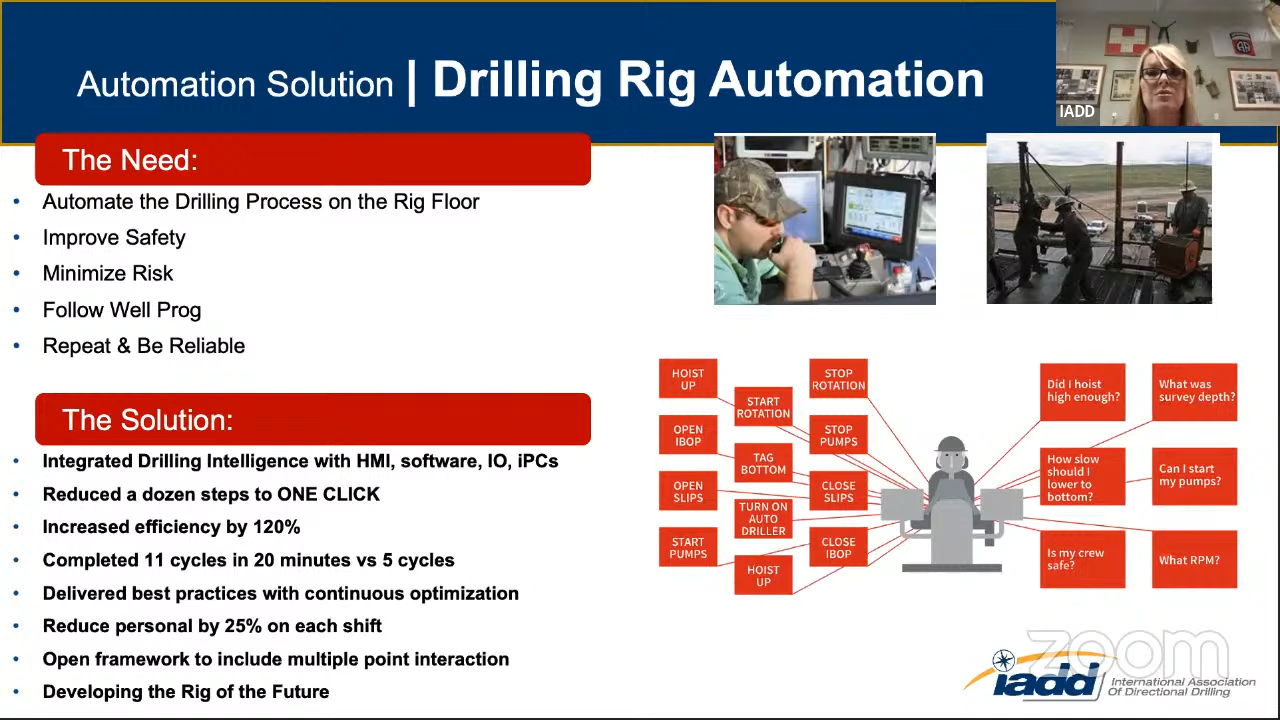 Automation Solution | Drilling Rig Automation
IADD
The Need:
• Automate the Drilling Process on the Rig Floor
• Improve Safety
• Minimize Risk
• Follow Well Prog
• Repeat & Be Reliable
The Solution:
• Integrated Drilling Intelligence with HMI, software, IO, iPCs
• Reduced a dozen steps to ONE CLICK
• Increased efficiency by 120%
• Completed 11 cycles in 20 minutes vs 5 cycles
• Delivered best practices with continuous optimization
• Reduce personal by 25% on each shift
• Open framework to include multiple point interaction
• Developing the Rig of the Future
HOIST
UP
OPEN
IBOP
OPEN
SLIPS
START
PUMPS
START
ROTATION
TAG
BOTTOM
TURN ON
AUTO
DRILLER
HOIST
UP
STOP
ROTATION
STOP
PUMPS
CLOSE
SLIPS
CLOSE
IBOP
Did I hoist
high enough?
What was
survey depth?
How slow
should I
lower to
bottom?
Can I start
my pumps?
Is my crew
safe?
What RPM?
zoom
iadd
International Association
Of Directional Drilling